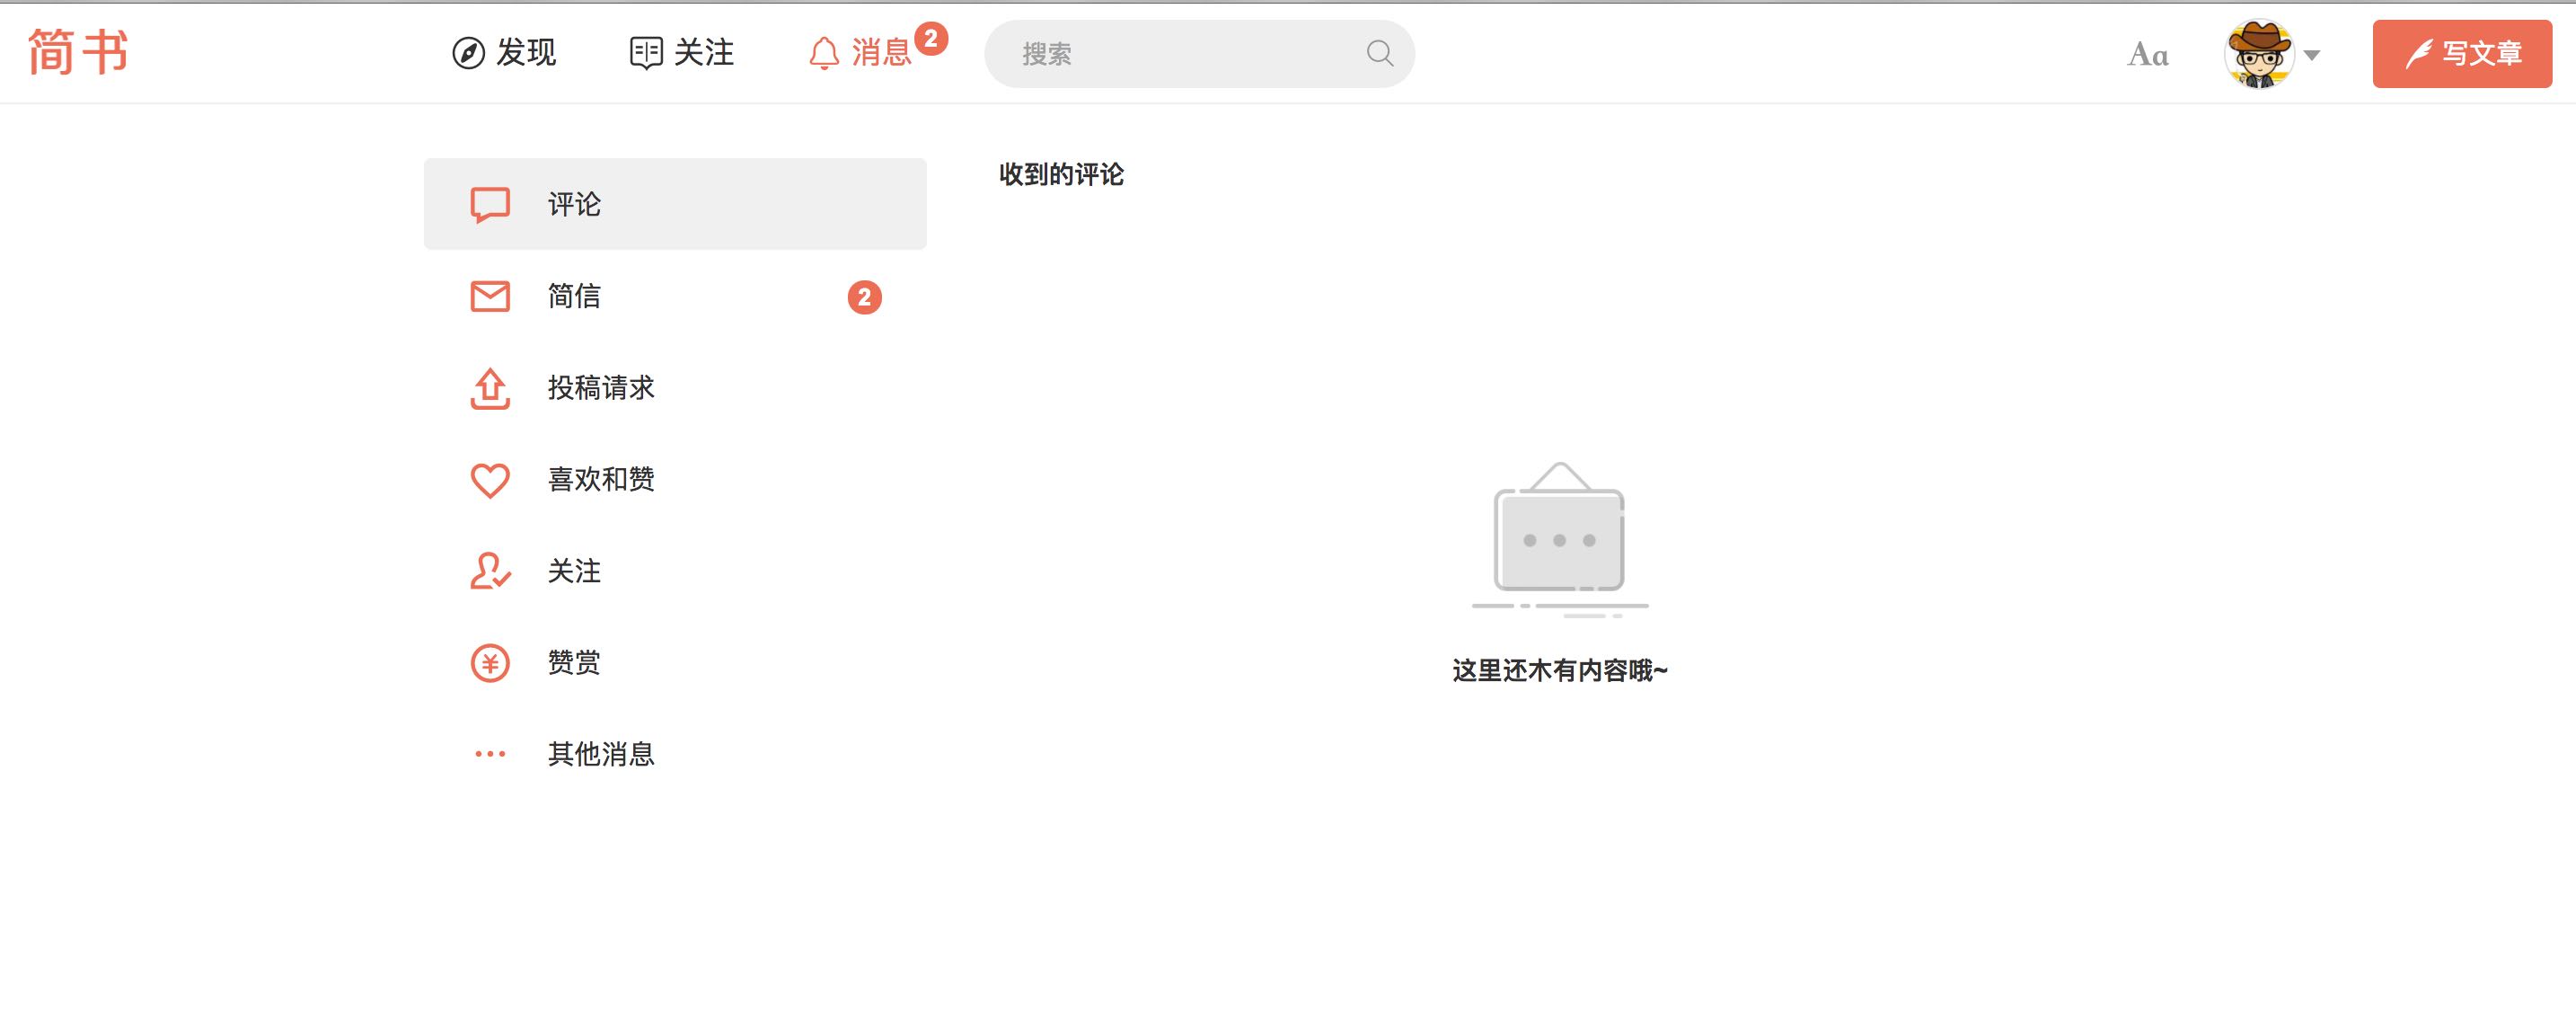 简书 发现 关注 消息 2 搜索 Aa 写文章
评论
简信 2
投稿请求
喜欢和赞
关注
赞赏
其他消息
收到的评论
这里还木有内容哦~